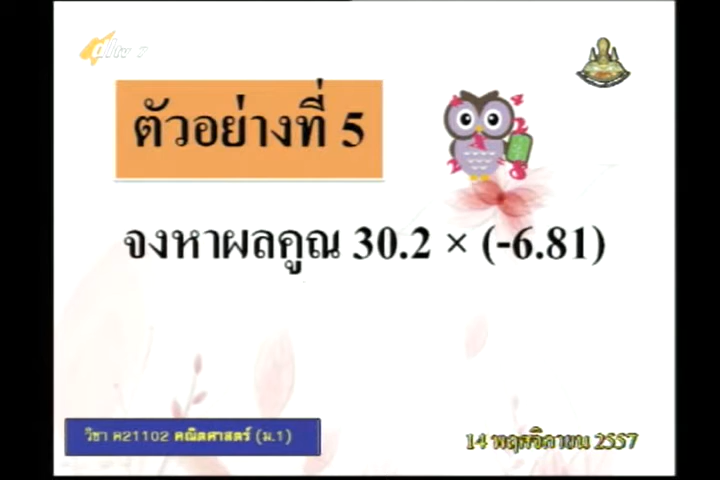 ตัวอย่างที่ 5
จงหาผลคูณ 30.2 × (-6.81)
วิชา ค21102 คณิตศาสตร์ (ม.1)
14 พฤศจิกายน 2557